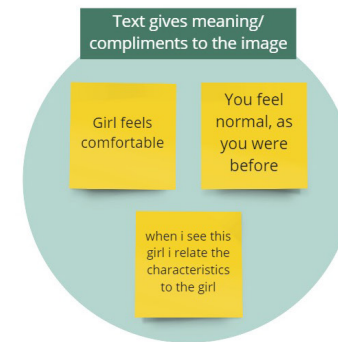 Text gives meaning/
compliments to the image
Girl feels
comfortable
You feel
normal, as
you were
before
when i see this
girl i relate the
characteristics
to the girl